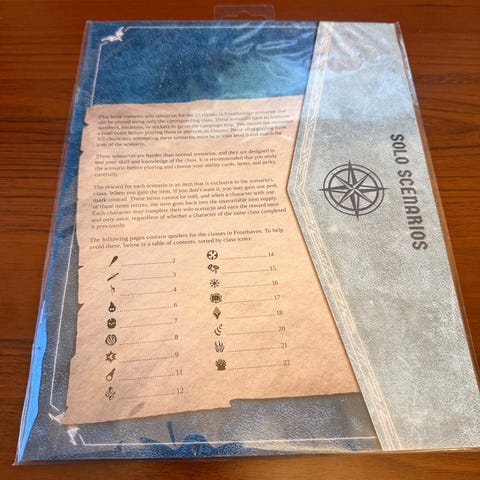 This book contains solo scenarios for the 17 classes in Frosthaven: scenarios that
can be played using only the corresponding class. These scenarios have no scenario
numbers, locations, or stickers to go on the campaign map. You should not encounter
a road event before playing them or perform an Outpost Phase after playing them.
All characters attempting these scenarios must be at least level 5 and match the
icon of the scenario.
These scenarios are harder than normal scenarios, and they are designed to
test your skill and knowledge of the class. It is recommended that you study
the scenario before playing and choose your ability cards, items, and perks
carefully.
The reward for each scenario is an item that is exclusive to the scenario's
class. When you gain the item, if you don't want it, you may gain one perk
mark instead. These items cannot be sold, and when a character with one
of these items retires, the item goes back into the unavailable item supply.
Each character may complete their solo scenario and earn the reward once
and only once, regardless of whether a character of the same class completed
it previously.
The following pages contain spoilers for the classes in Frosthaven. To help
avoid these, below is a table of contents, sorted by class icons:
2
3
4
6
7
8
9
11
12
14
15
16
17
18
20
21
22
SOLO SCENARIOS